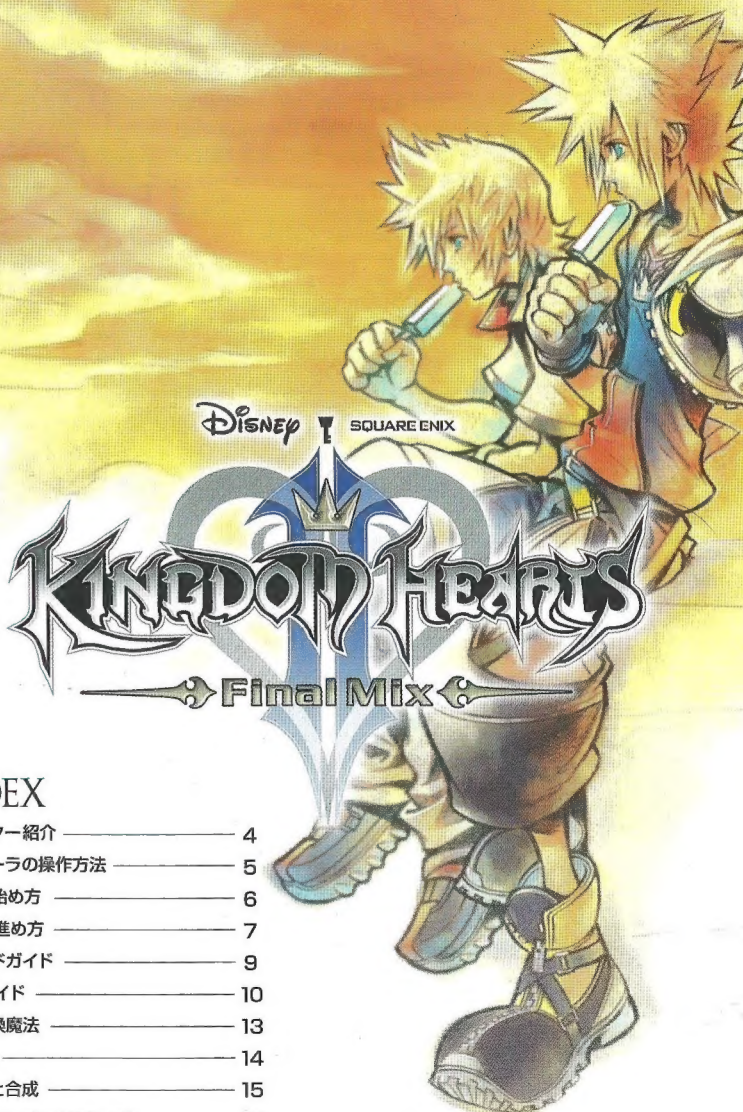 Disney SQUARE ENIX
KINGDOM HEARTS
II
Final Mix
DEX
ター紹介 4
ーラの操作方法 5
始め方 6
進め方 7
ドガイド 9
イド 10
喚魔法 13
14
と合成 15